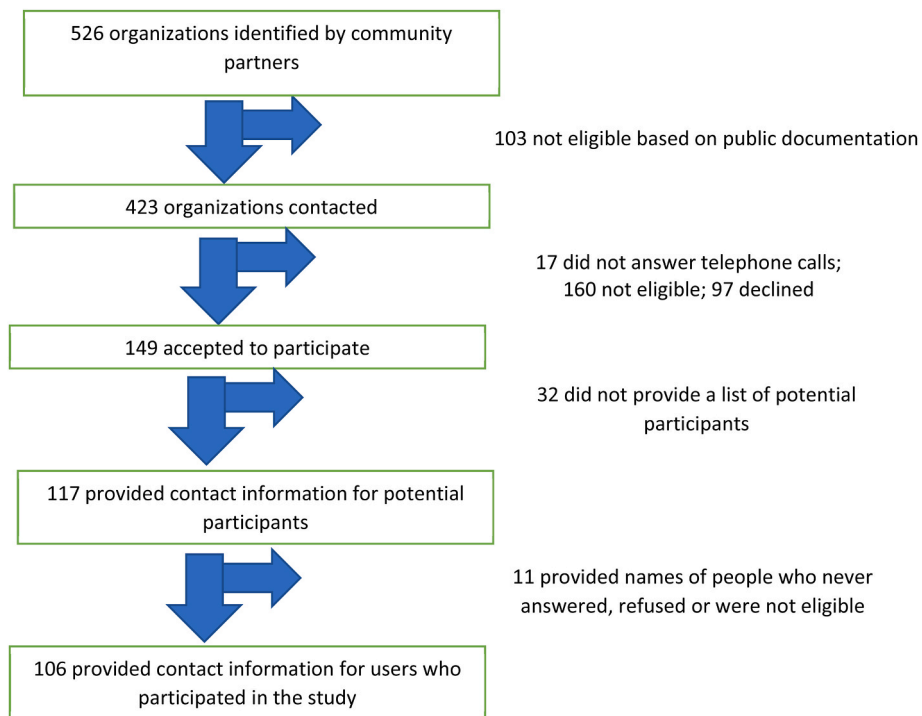 526 organizations identified by community
partners
103 not eligible based on public documentation
423 organizations contacted
17 did not answer telephone calls;
160 not eligible; 97 declined
149 accepted to participate
32 did not provide a list of potential
participants
117 provided contact information for potential
participants
11 provided names of people who never
answered, refused or were not eligible
106 provided contact information for users who
participated in the study